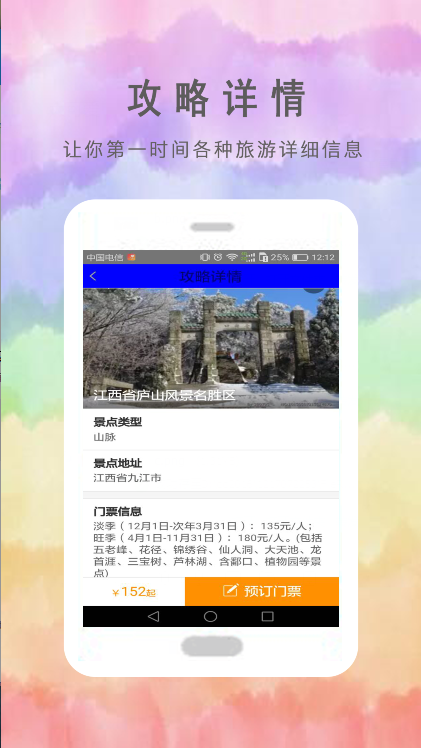 攻略详情
让你第一时间各种旅游详细信息
中国电信 25% 12:12
攻略详情
江西省庐山风景名胜区
景点类型
山脉
景点地址
江西省九江市
门票信息
淡季（12月1日-次年3月31日）：135元/人；
旺季（4月1日-11月31日）：180元/人。(包括
五老峰、花径、锦绣谷、仙人洞、大天池、龙
首涯、三宝树、芦林湖、含鄱口、植物园等景
点)
¥152起
预订门票